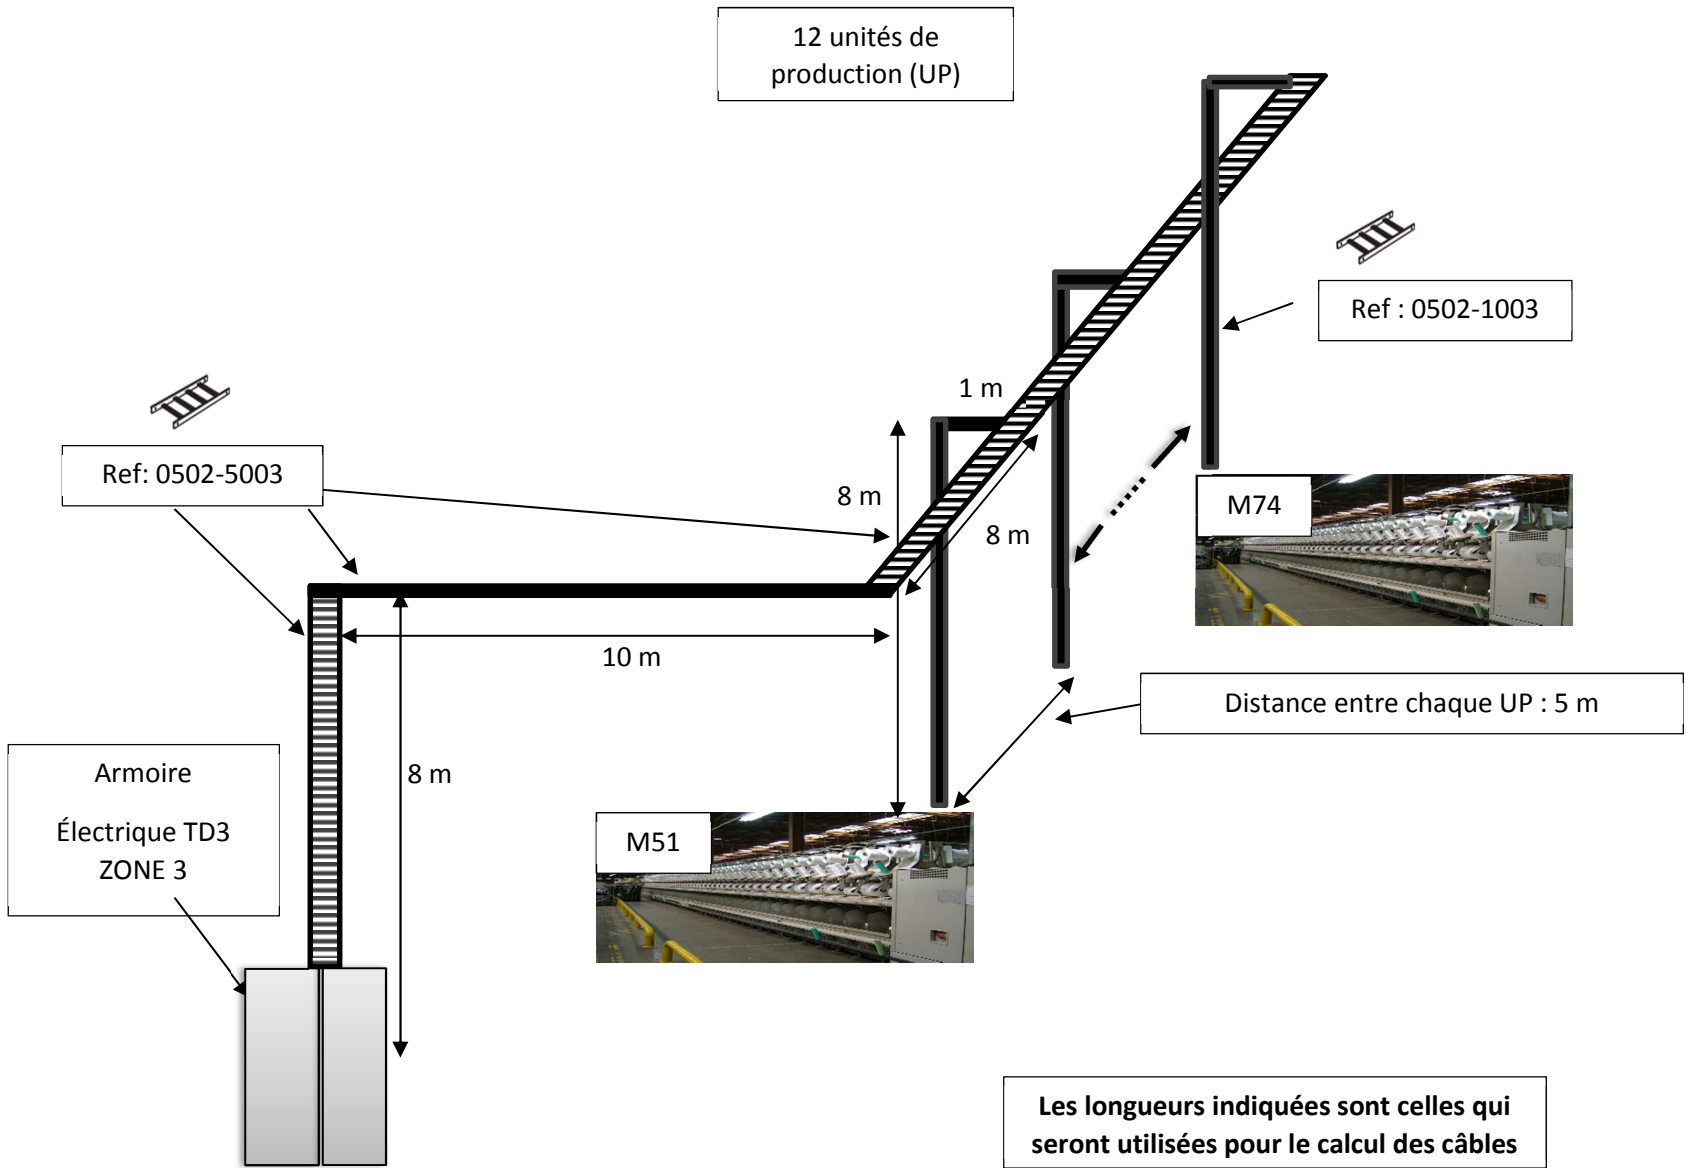 12 unités de
production (UP)
Ref : 0502-1003
1 m
Ref: 0502-5003
8 m
M74
8 m
10 m
Distance entre chaque UP : 5 m
Armoire
Électrique TD3
ZONE 3
8 m
M51
Les longueurs indiquées sont celles qui
seront utilisées pour le calcul des câbles